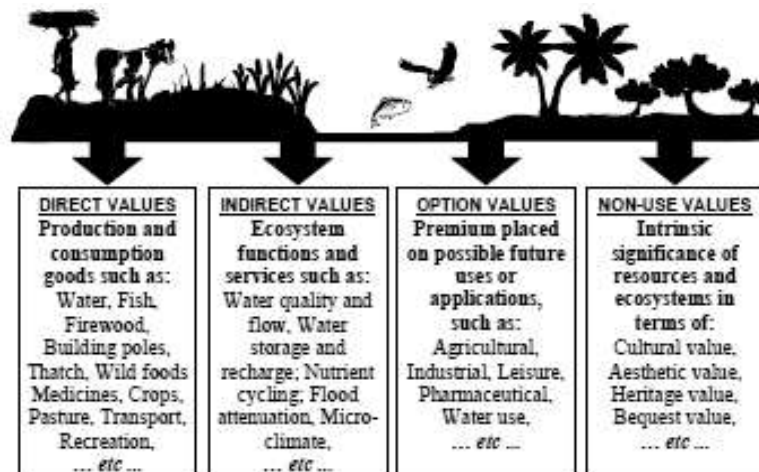 DIRECT VALUES
Production and
consumption
goods such as:
Water, Fish,
Firewood,
Building poles,
Thatch, Wild foods
Medicines, Crops,
Pasture, Transport,
Recreation,
… etc …
INDIRECT VALUES
Ecosystem
functions and
services such as:
Water quality and
flow, Water
storage and
recharge; Nutrient
cycling; Flood
attenuation, Micro-
climate,
… etc …
OPTION VALUES
Premium placed
on possible future
uses or
applications,
such as:
Agricultural,
Industrial, Leisure,
Pharmaceutical,
Water use,
… etc …
NON-USE VALUES
Intrinsic
significance of
resources and
ecosystems in
terms of:
Cultural value,
Aesthetic value,
Heritage value,
Bequest value,
… etc …